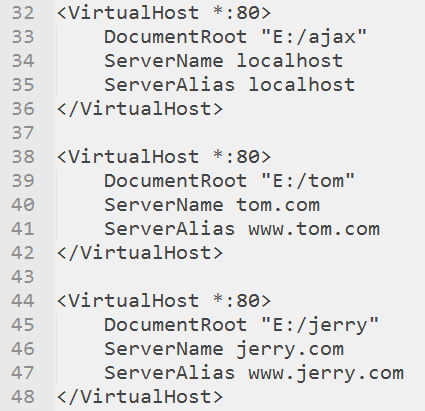 32 <VirtualHost *:80>
33     DocumentRoot "E:/ajax"
34     ServerName localhost
35     ServerAlias localhost
36 </VirtualHost>
37
38 <VirtualHost *:80>
39     DocumentRoot "E:/tom"
40     ServerName tom.com
41     ServerAlias www.tom.com
42 </VirtualHost>
43
44 <VirtualHost *:80>
45     DocumentRoot "E:/jerry"
46     ServerName jerry.com
47     ServerAlias www.jerry.com
48 </VirtualHost>